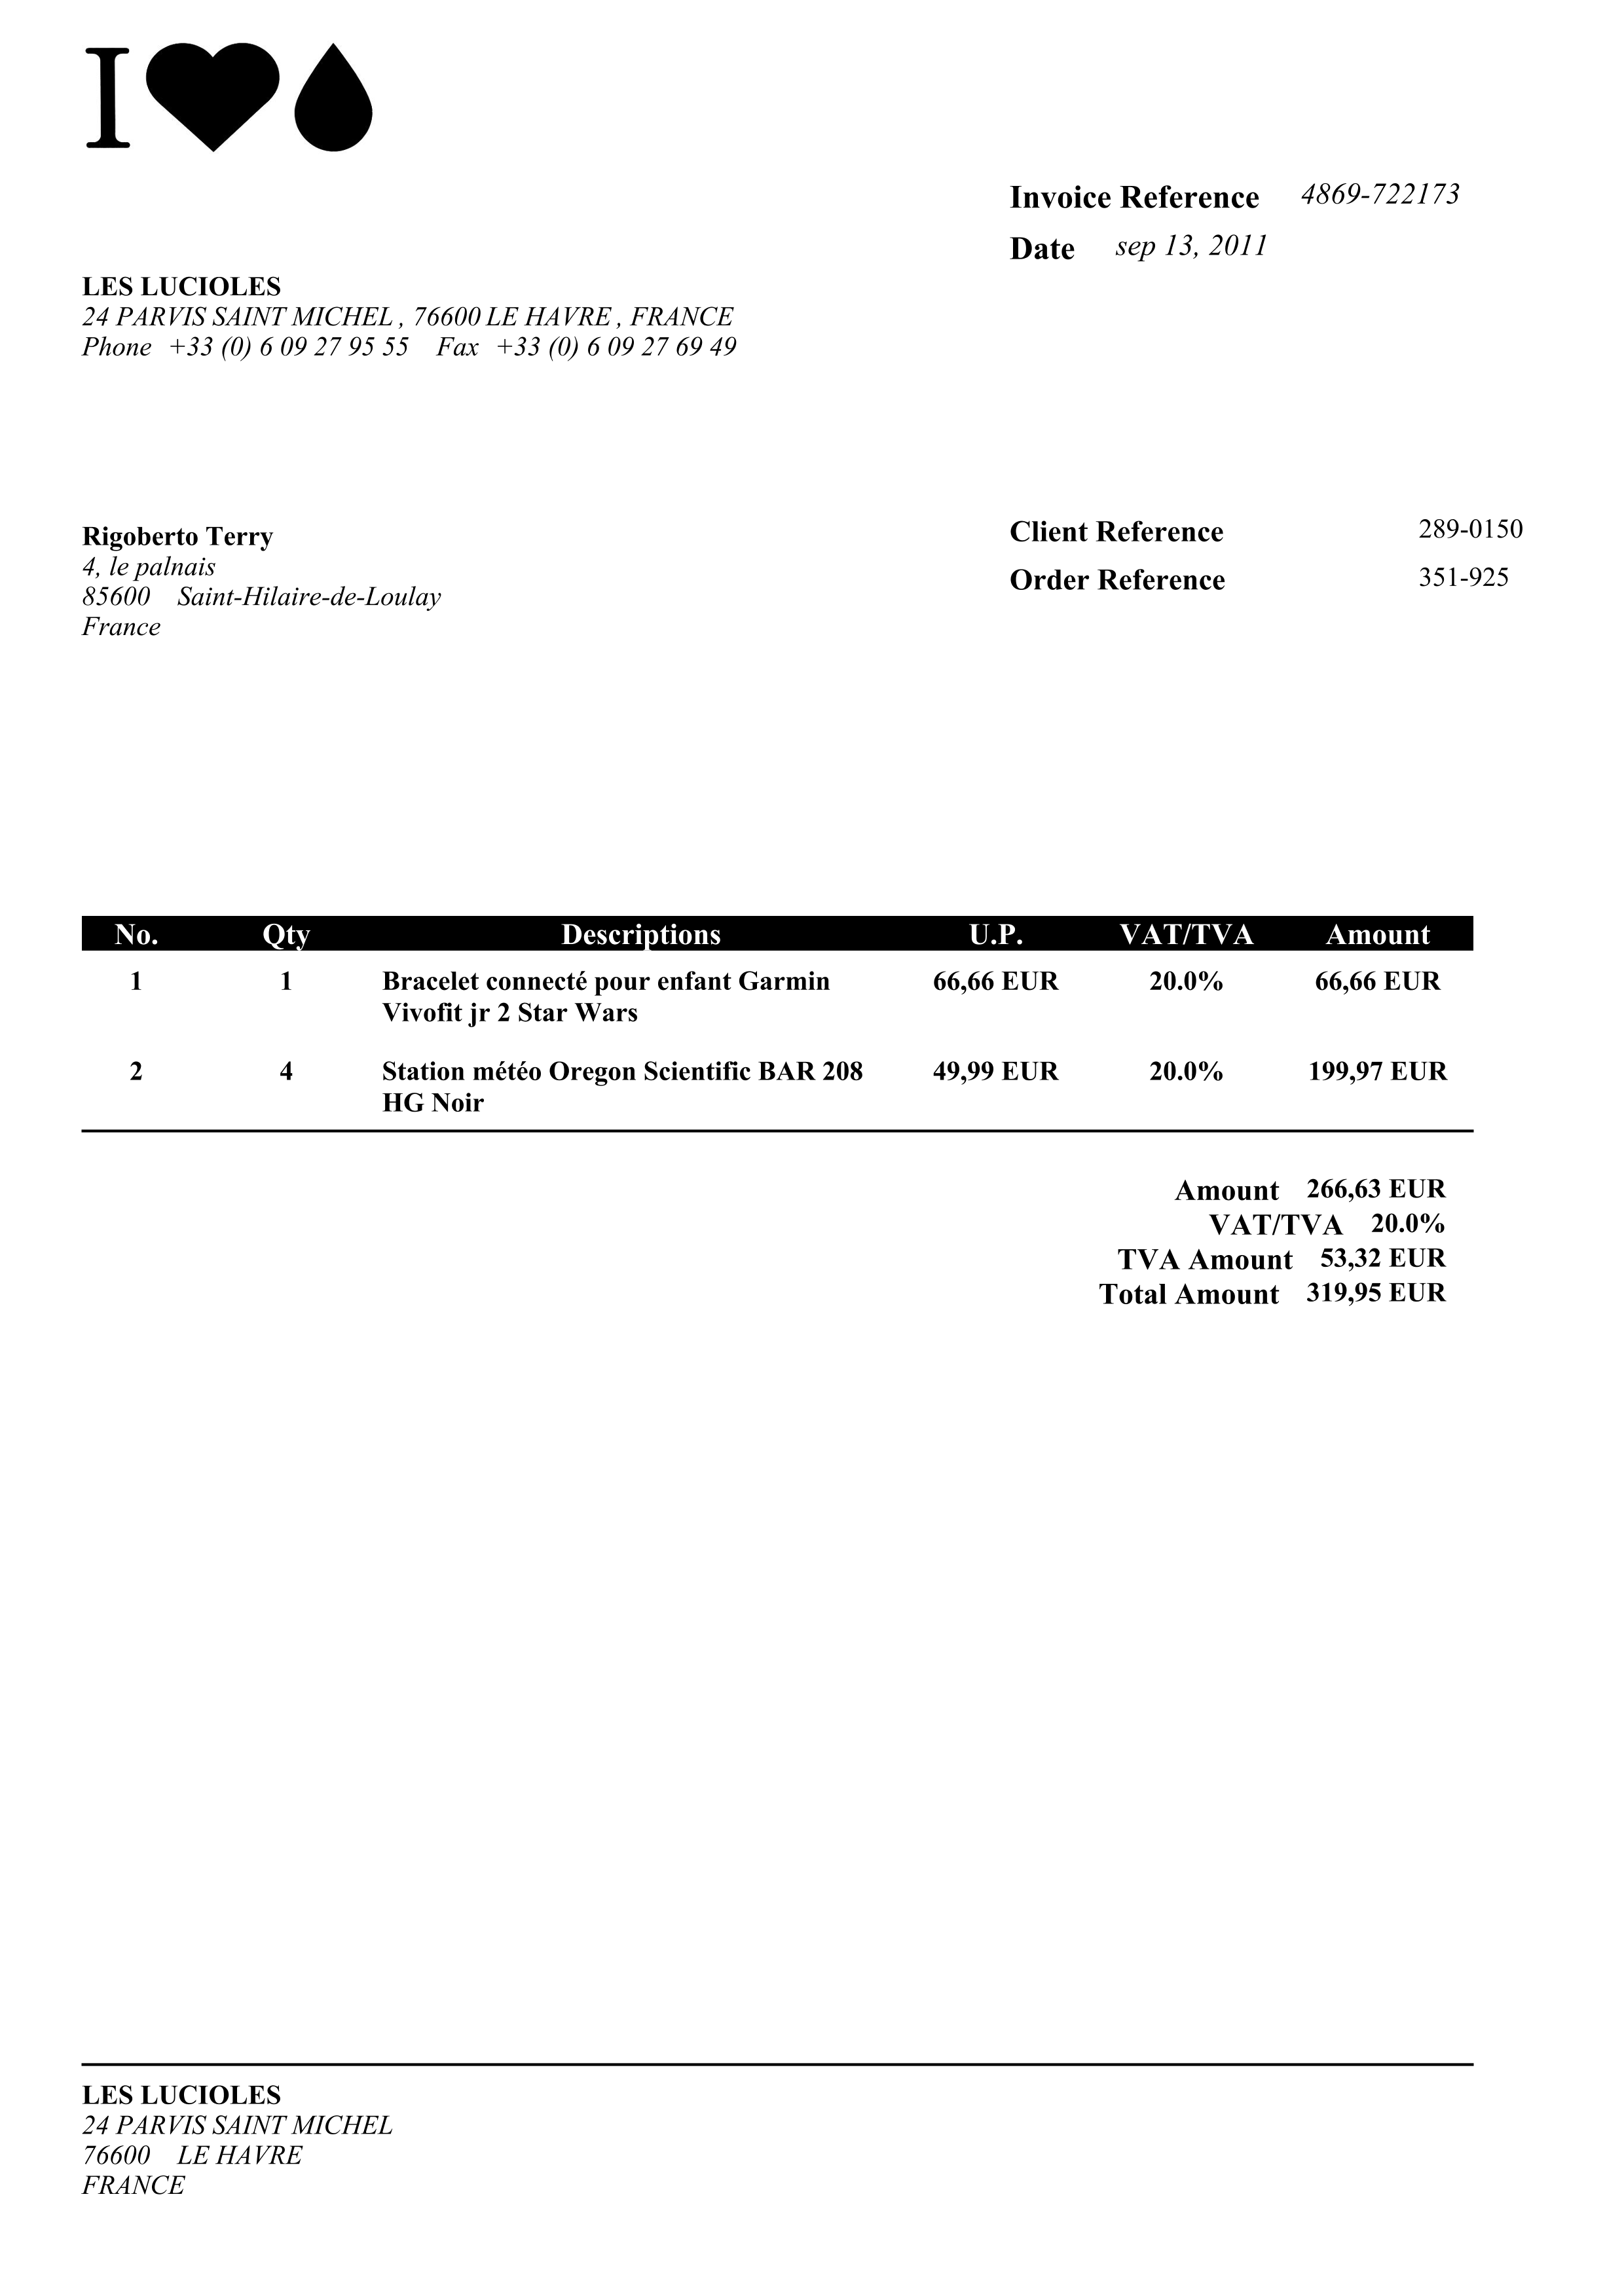 I
Invoice Reference 4869-722173
Date sep 13, 2011
LES LUCIOLES
24 PARVIS SAINT MICHEL , 76600 LE HAVRE , FRANCE
Phone +33 (0) 6 09 27 95 55 Fax +33 (0) 6 09 27 69 49
Rigoberto Terry
4, le palnais
85600 Saint-Hilaire-de-Loulay
France
Client Reference 289-0150
Order Reference 351-925
No. Qty Descriptions U.P. VAT/TVA Amount
1 1 Bracelet connecté pour enfant Garmin 66,66 EUR 20.0% 66,66 EUR
Vivofit jr 2 Star Wars
2 4 Station météo Oregon Scientific BAR 208 49,99 EUR 20.0% 199,97 EUR
HG Noir
Amount 266,63 EUR
VAT/TVA 20.0%
TVA Amount 53,32 EUR
Total Amount 319,95 EUR
LES LUCIOLES
24 PARVIS SAINT MICHEL
76600 LE HAVRE
FRANCE